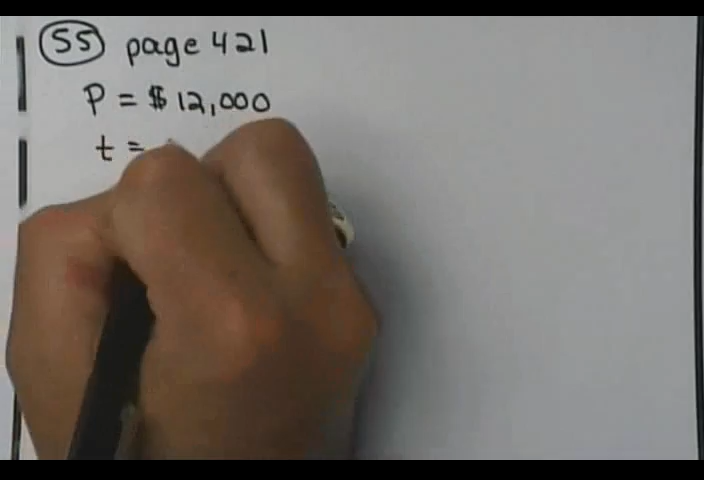 55 page 421
P = $ 12,000
t =